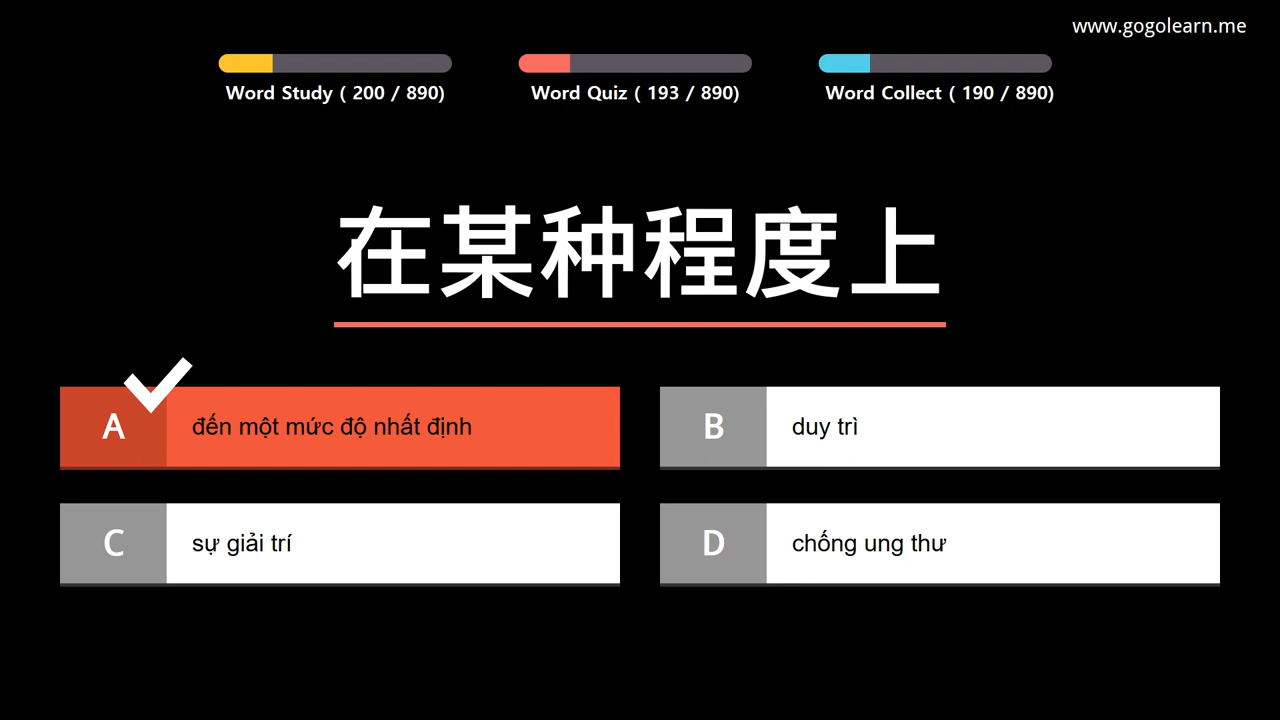 www.gogolearn.me
Word Study ( 200 / 890)
Word Quiz ( 193 / 890)
Word Collect ( 190 / 890)
在某种程度上
A
đến một mức độ nhất định
B
duy trì
C
sự giải trí
D
chống ung thư